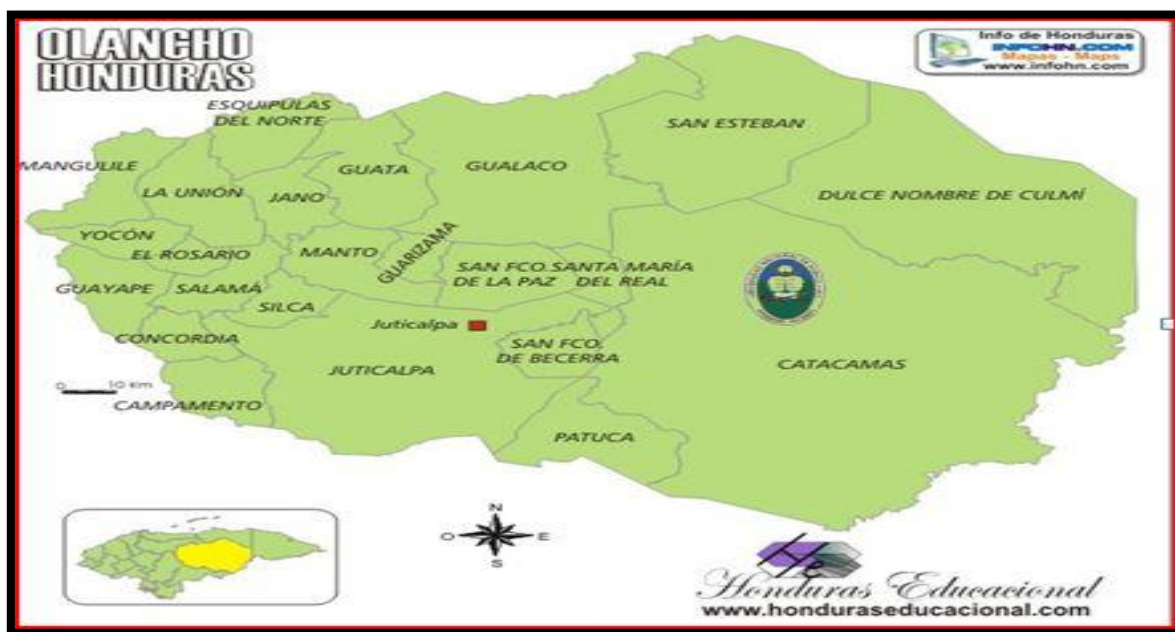 OLANCHO
HONDURAS
Info de Honduras
INFOHN.COM
Mapas - Maps
www.infohn.com
ESQUIPULAS
DEL NORTE
SAN ESTEBAN
MANGULILE
GUATA
GUALACO
LA UNIÓN
JANO
DULCE NOMBRE DE CULMÍ
YOCÓN
EL ROSARIO
MANTO
GUARIZAMA
SAN FCO.
DE LA PAZ
SANTA MARÍA
DEL REAL
GUAYAPE
SALAMÁ
SILCA
Juticalpa
CONCORDIA
SAN FCO.
DE BECERRA
JUTICALPA
CATACAMAS
0 10 Km
CAMPAMENTO
PATUCA
N
O E
S
Honduras Educacional
www.honduraseducacional.com